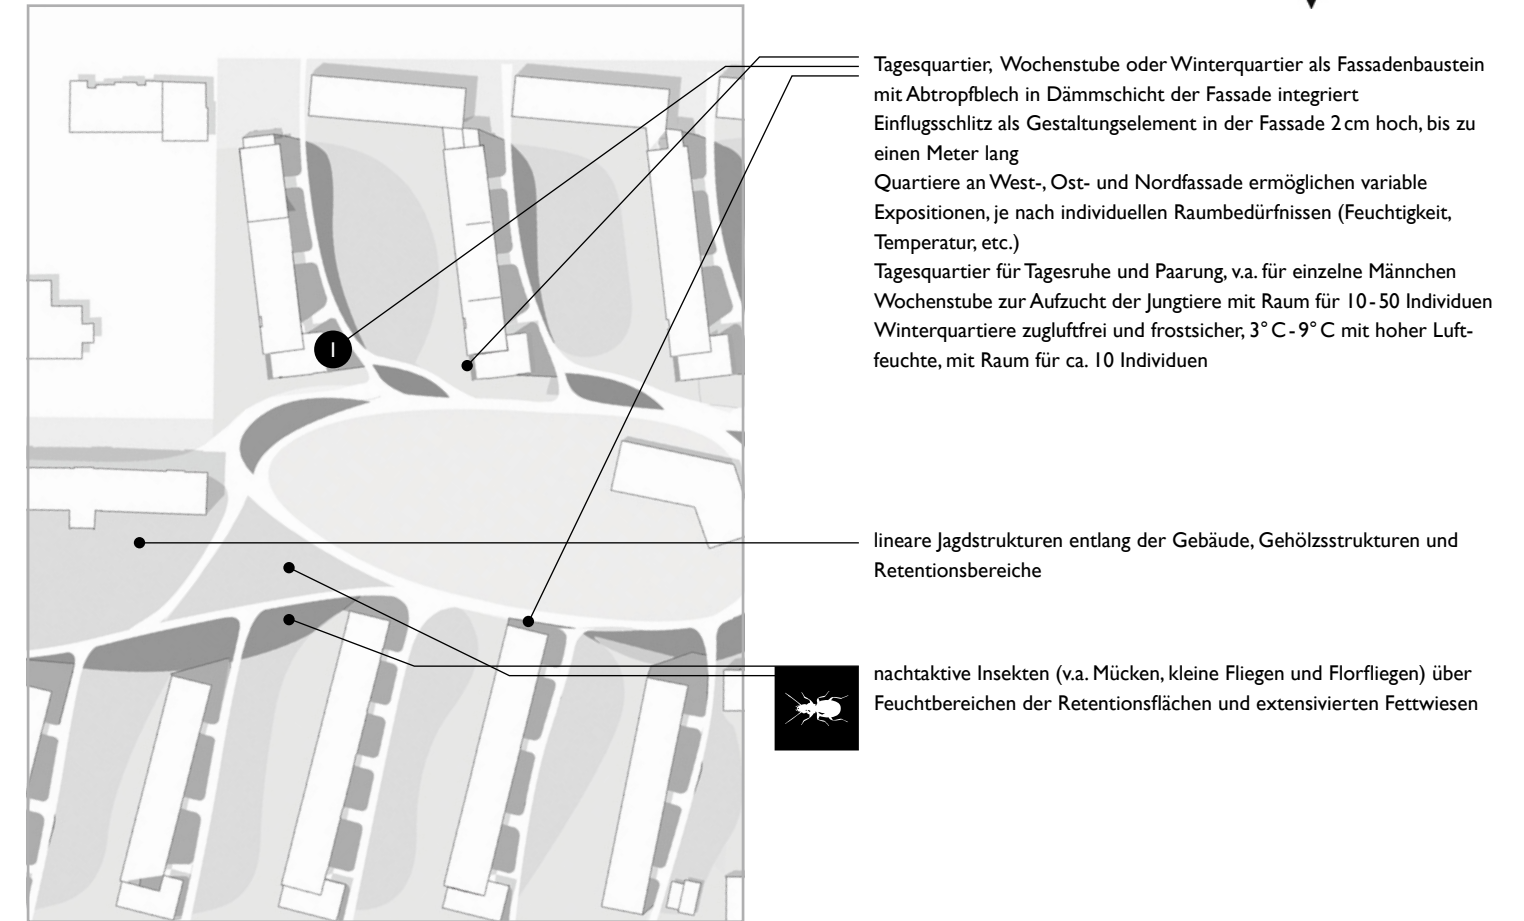 Tagesquartier, Wochenstube oder Winterquartier als Fassadenbaustein
mit Abtropfblech in Dämmschicht der Fassade integriert
Einflugsschlitz als Gestaltungselement in der Fassade 2 cm hoch, bis zu
einen Meter lang
Quartiere an West-, Ost- und Nordfassade ermöglichen variable
Expositionen, je nach individuellen Raumbedürfnissen (Feuchtigkeit,
Temperatur, etc.)
Tagesquartier für Tagesruhe und Paarung, v.a. für einzelne Männchen
Wochenstube zur Aufzucht der Jungtiere mit Raum für 10-50 Individuen
Winterquartiere zugluftfrei und frostsicher, 3° C - 9° C mit hoher Luft-
feuchte, mit Raum für ca. 10 Individuen
1
lineare Jagdstrukturen entlang der Gebäude, Gehölzsstrukturen und
Retentionsbereiche
nachtaktive Insekten (v.a. Mücken, kleine Fliegen und Florfliegen) über
Feuchtbereichen der Retentionsflächen und extensivierten Fettwiesen